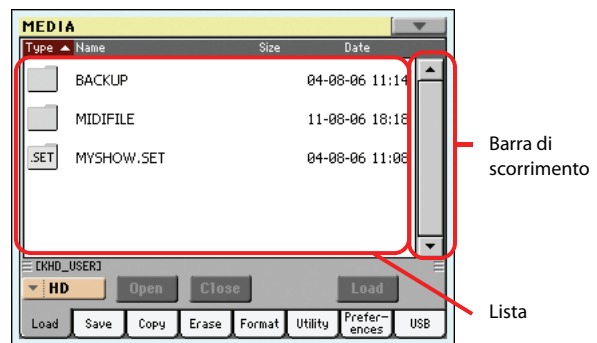 MEDIA
Type Name Size Date
BACKUP 04-08-06 11:14
MIDIFILE 11-08-06 18:18
.SET MYSHOW.SET 04-08-06 11:08
Barra di
scorrimento
[KHD_USER]
HD Open Close Load
Lista
Load Save Copy Erase Format Utility Prefer-
ences USB